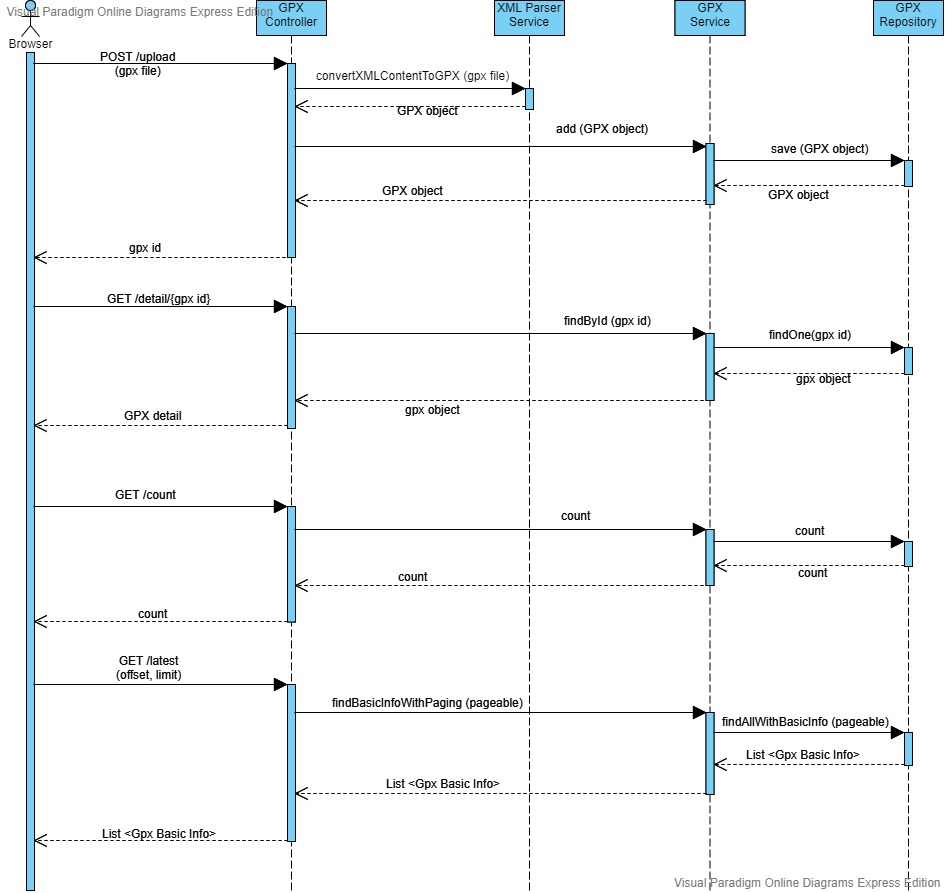 Visual Paradigm Online Diagrams Express Edition
Browser
GPX
Controller
XML Parser
Service
GPX
Service
GPX
Repository
POST /upload
(gpx file)
convertXMLContentToGPX (gpx file)
GPX object
add (GPX object)
save (GPX object)
GPX object
GPX object
gpx id
GET /detail/{gpx id}
findById (gpx id)
findOne(gpx id)
gpx object
gpx object
GPX detail
GET /count
count
count
count
count
count
GET /latest
(offset, limit)
findBasicInfoWithPaging (pageable)
findAllWithBasicInfo (pageable)
List <Gpx Basic Info>
List <Gpx Basic Info>
List <Gpx Basic Info>
Visual Paradigm Online Diagrams Express Edition